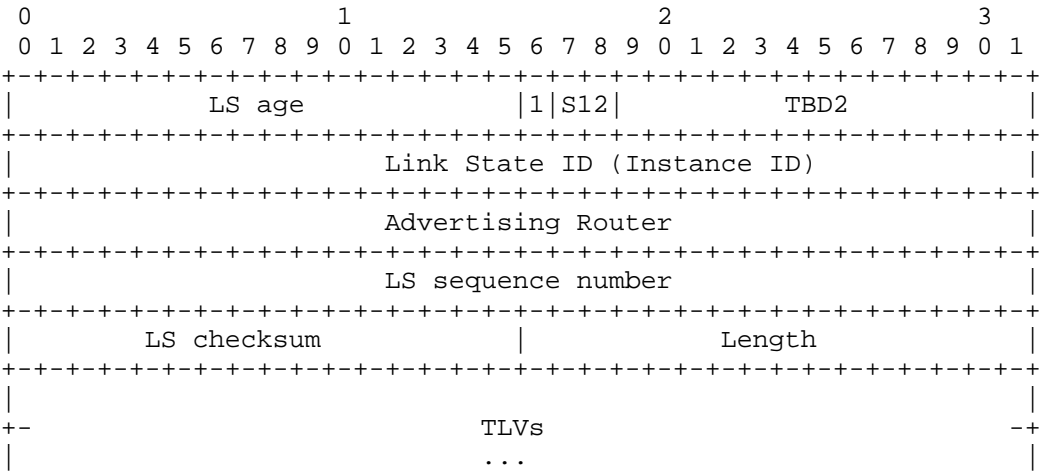 0                   1                   2                   3
 0 1 2 3 4 5 6 7 8 9 0 1 2 3 4 5 6 7 8 9 0 1 2 3 4 5 6 7 8 9 0 1
+-+-+-+-+-+-+-+-+-+-+-+-+-+-+-+-+-+-+-+-+-+-+-+-+-+-+-+-+-+-+-+-+
|            LS age             |1|S12|          TBD2           |
+-+-+-+-+-+-+-+-+-+-+-+-+-+-+-+-+-+-+-+-+-+-+-+-+-+-+-+-+-+-+-+-+
|                       Link State ID (Instance ID)             |
+-+-+-+-+-+-+-+-+-+-+-+-+-+-+-+-+-+-+-+-+-+-+-+-+-+-+-+-+-+-+-+-+
|                       Advertising Router                      |
+-+-+-+-+-+-+-+-+-+-+-+-+-+-+-+-+-+-+-+-+-+-+-+-+-+-+-+-+-+-+-+-+
|                       LS sequence number                      |
+-+-+-+-+-+-+-+-+-+-+-+-+-+-+-+-+-+-+-+-+-+-+-+-+-+-+-+-+-+-+-+-+
|        LS checksum            |            Length             |
+-+-+-+-+-+-+-+-+-+-+-+-+-+-+-+-+-+-+-+-+-+-+-+-+-+-+-+-+-+-+-+-+
|                                                               |
+-                            TLVs                             -+
|                             ...                               |